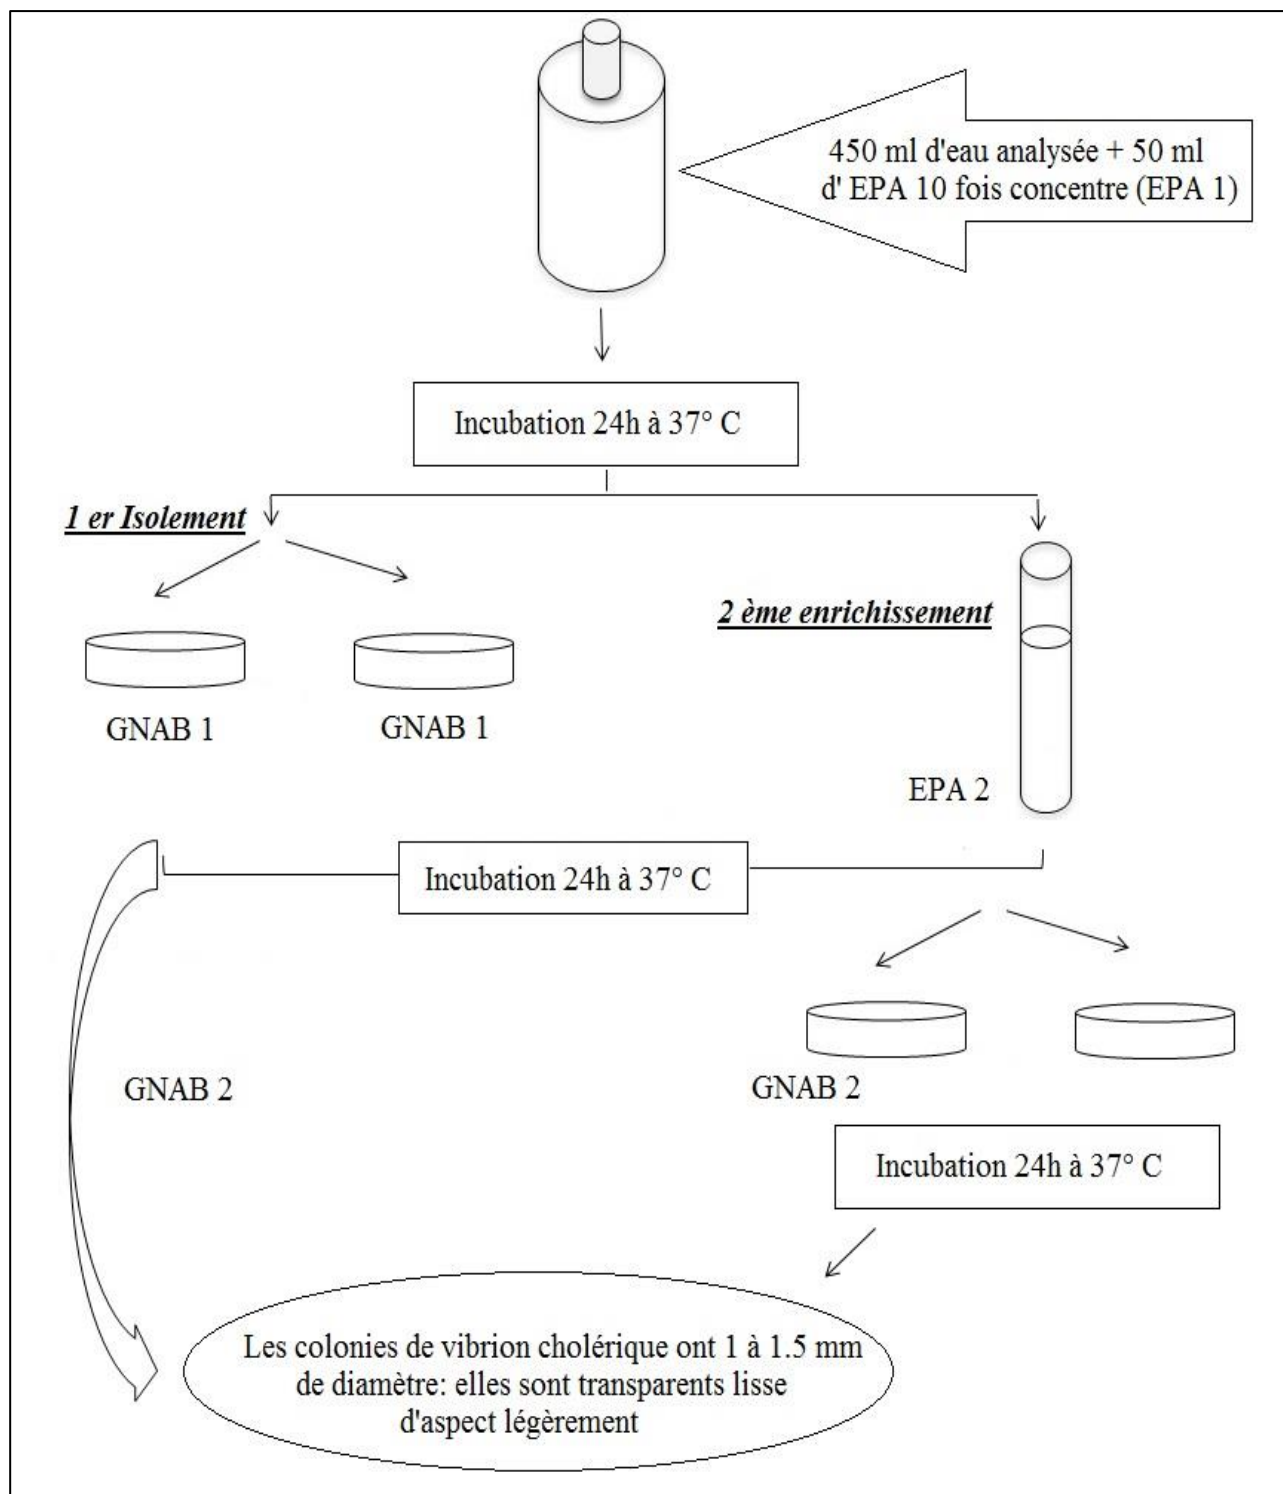 450 ml d'eau analysée + 50 ml
d' EPA 10 fois concentre (EPA 1)
Incubation 24h à 37° C
1 er Isolement
2 ème enrichissement
GNAB 1
GNAB 1
EPA 2
Incubation 24h à 37° C
GNAB 2
GNAB 2
Incubation 24h à 37° C
Les colonies de vibrion cholérique ont 1 à 1.5 mm
de diamètre: elles sont transparents lisse
d'aspect légèrement